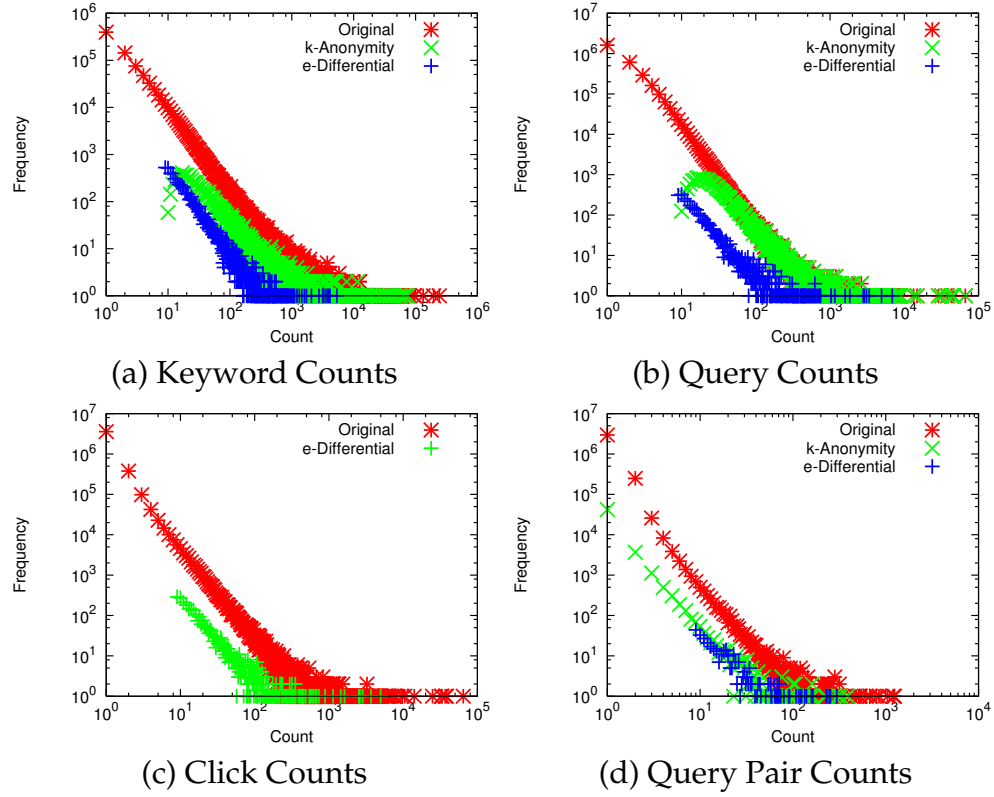 Original
k-Anonymity
e-Differential
Frequency
10^6
10^5
10^4
10^3
10^2
10^1
10^0
10^0 10^1 10^2 10^3 10^4 10^5 10^6
Count
(a) Keyword Counts
Original
k-Anonymity
e-Differential
Frequency
10^7
10^6
10^5
10^4
10^3
10^2
10^1
10^0
10^0 10^1 10^2 10^3 10^4 10^5
Count
(b) Query Counts
Original
e-Differential
Frequency
10^7
10^6
10^5
10^4
10^3
10^2
10^1
10^0
10^0 10^1 10^2 10^3 10^4 10^5
Count
(c) Click Counts
Original
k-Anonymity
e-Differential
Frequency
10^7
10^6
10^5
10^4
10^3
10^2
10^1
10^0
10^0 10^1 10^2 10^3 10^4
Count
(d) Query Pair Counts